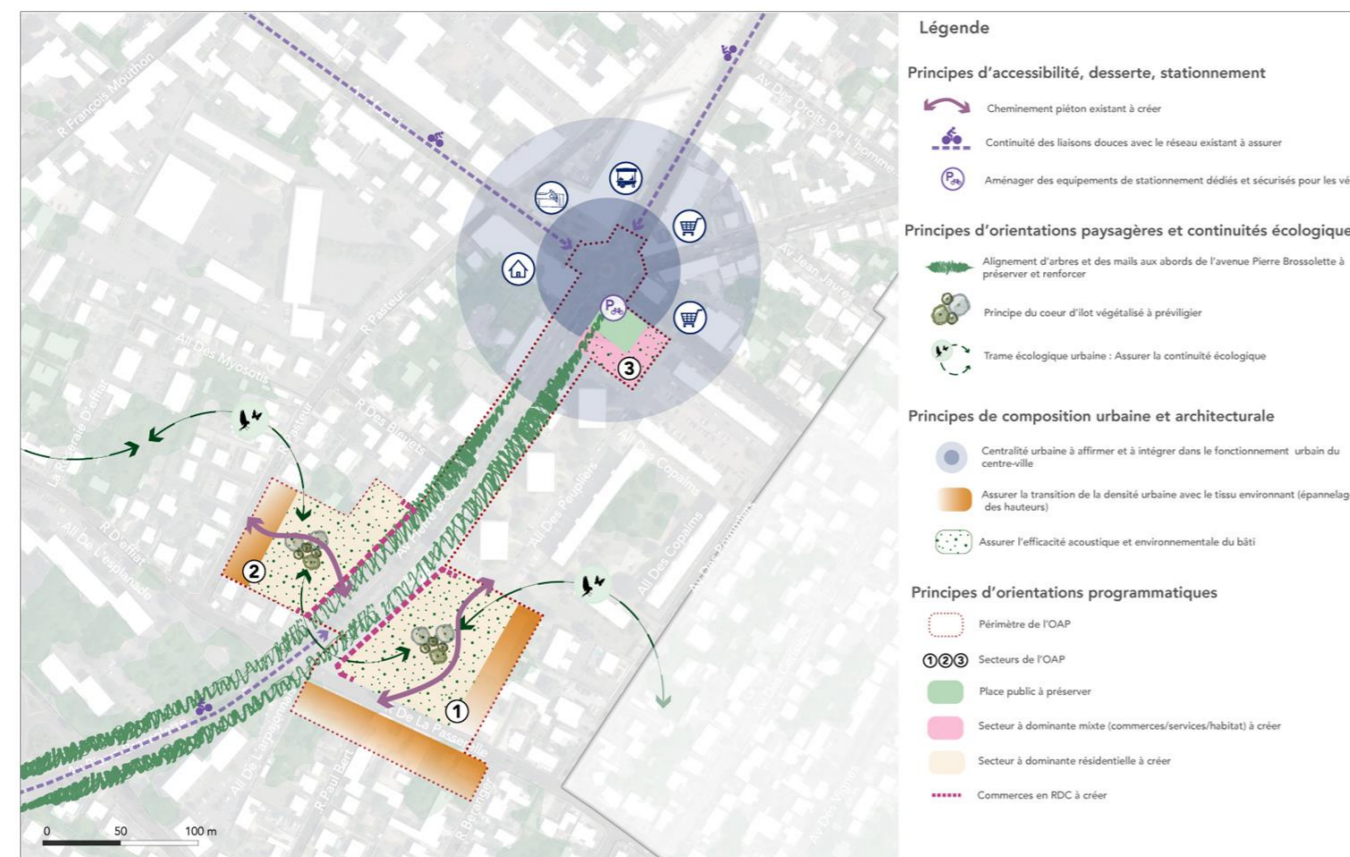 R François Mouthon
Av. Des Droits De L'homme
Av Jean Jaures
R Pasteur
All Des Myosotis
R Des Bleuets
All Copalms
All Des Peupliers
All Des Copalms
R D'effiat
All De L'esplanade
R Paul Bert
P
3
2
1
0 50 100 m
Légende
Principes d'accessibilité, desserte, stationnement
Cheminement piéton existant à créer
Continuité des liaisons douces avec le réseau existant à assurer
P
Aménager des equipements de stationnement dédiés et sécurisés pour les vé
Principes d'orientations paysagères et continuités écologique
Alignement d'arbres et des mails aux abords de l'avenue Pierre Brossolette à
préserver et renforcer
Principe du coeur d'ilot végétalisé à préviligier
Trame écologique urbaine : Assurer la continuité écologique
Principes de composition urbaine et architecturale
Centralité urbaine à affirmer et à intégrer dans le fonctionnement urbain du
centre-ville
Assurer la transition de la densité urbaine avec le tissu environnant (épannelag
des hauteurs)
Assurer l'efficacité acoustique et environnementale du bâti
Principes d'orientations programmatiques
Périmètre de l'OAP
①②③ Secteurs de l'OAP
Place public à préserver
Secteur à dominante mixte (commerces/services/habitat) à créer
Secteur à dominante résidentielle à créer
Commerces en RDC à créer